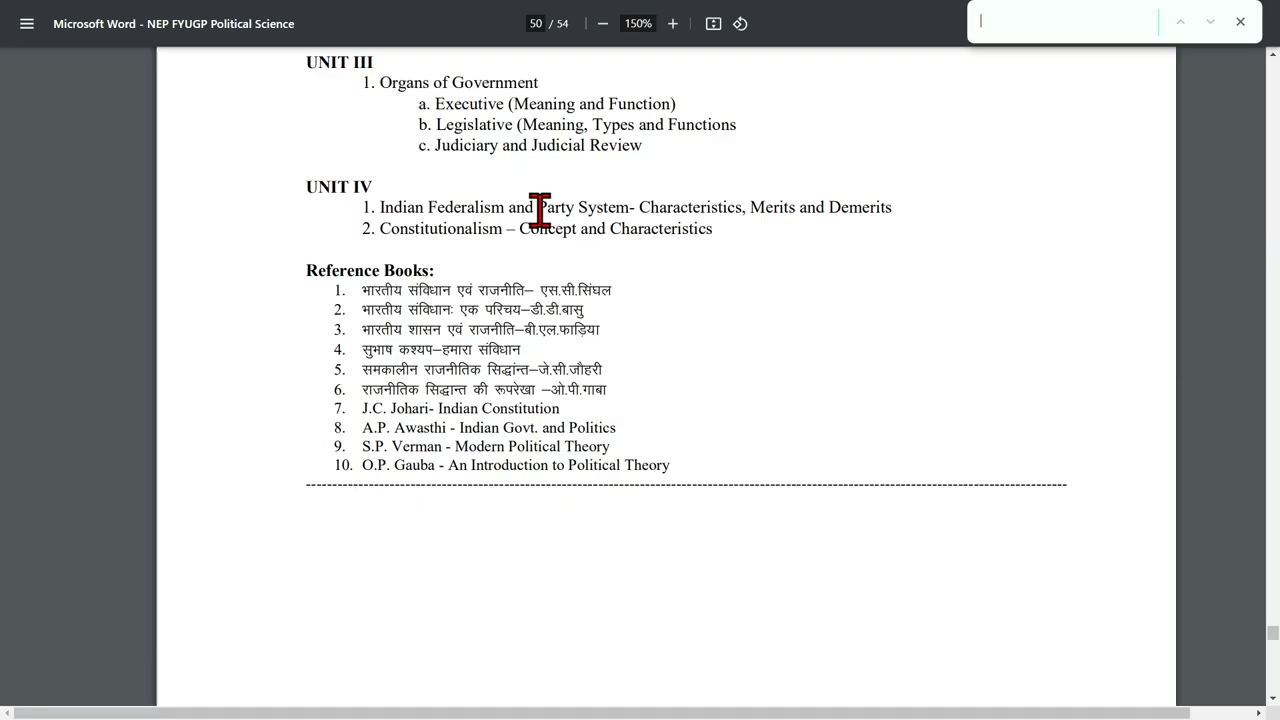 Microsoft Word - NEP FYUGP Political Science
50 / 54
150%
UNIT III
1. Organs of Government
a. Executive (Meaning and Function)
b. Legislative (Meaning, Types and Functions
c. Judiciary and Judicial Review
UNIT IV
1. Indian Federalism and Party System- Characteristics, Merits and Demerits
2. Constitutionalism – Concept and Characteristics
Reference Books:
1. भारतीय संविधान एवं राजनीति– एस.सी.सिंघल
2. भारतीय संविधानः एक परिचय–डी.डी.बासु
3. भारतीय शासन एवं राजनीति–बी.एल.फाड़िया
4. सुभाष कश्यप–हमारा संविधान
5. समकालीन राजनीतिक सिद्धांन्त–जे.सी.जौहरी
6. राजनीतिक सिद्धान्त की रूपरेखा –ओ.पी.गाबा
7. J.C. Johari- Indian Constitution
8. A.P. Awasthi - Indian Govt. and Politics
9. S.P. Verman - Modern Political Theory
10. O.P. Gauba - An Introduction to Political Theory